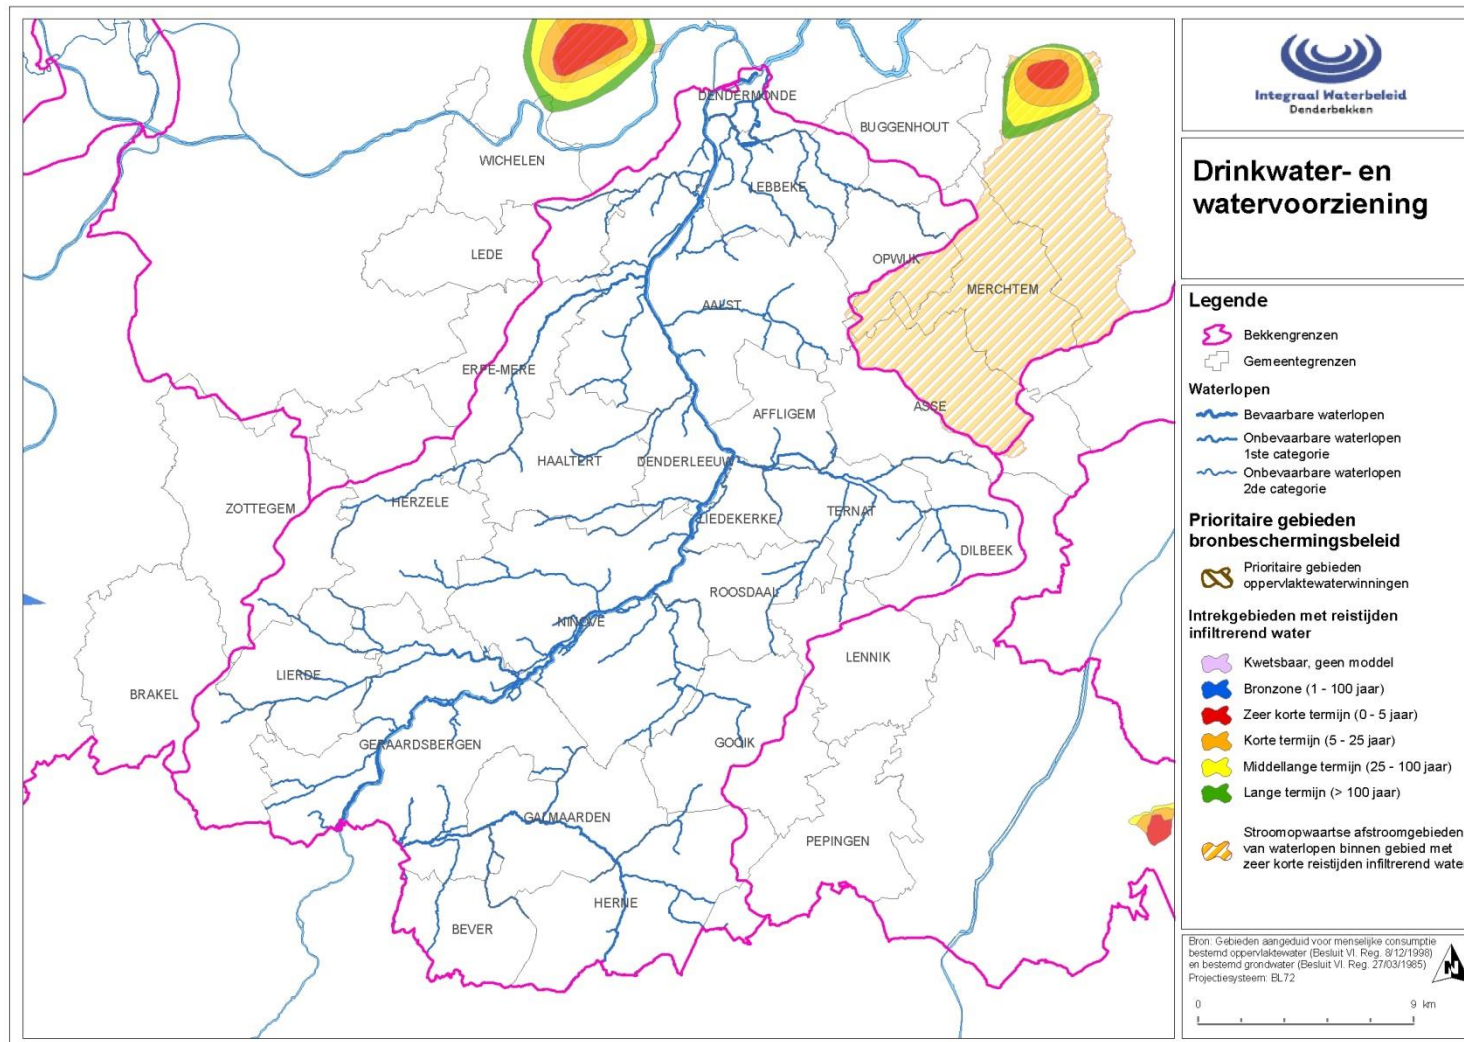 DENDERMONDE
BUGGENHOUT
WICHELEN
LEBBEKE
LEDE
OPWIJK
MERCHTEM
AALST
ERPE-MERE
AFFLIGEM
ASSE
HAALTERT
DENDERLEEUW
ZOTTEGEM
HERZELE
LIEDEKERKE
TERNAT
DILBEEK
ROOSDAAL
NINOVE
LENNIK
LIERDE
BRAKEL
GERAARDSBERGEN
GOOIK
GALMAARDEN
PEPINGEN
HERNE
BEVER
Integraal Waterbeleid
Denderbekken
Drinkwater- en
watervoorziening
Legende
Bekkengrenzen
Gemeentegrenzen
Waterlopen
Bevaarbare waterlopen
Onbevaarbare waterlopen
1ste categorie
Onbevaarbare waterlopen
2de categorie
Prioritaire gebieden
bronbeschermingsbeleid
Prioritaire gebieden
oppervlaktewaterwinningen
Intrekgebieden met reistijden
infiltrerend water
Kwetsbaar, geen moddel
Bronzone (1 - 100 jaar)
Zeer korte termijn (0 - 5 jaar)
Korte termijn (5 - 25 jaar)
Middellange termijn (25 - 100 jaar)
Lange termijn (> 100 jaar)
Stroomopwaartse afstroomgebieden
van waterlopen binnen gebied met
zeer korte reistijden infiltrerend wate
Bron: Gebieden aangeduid voor menselijke consumptie
bestemd oppervlaktewater (Besluit Vl. Reg. 8/12/1998)
en bestemd grondwater (Besluit Vl. Reg. 27/03/1985)
Projectiesysteem: BL72
N
0 9 km